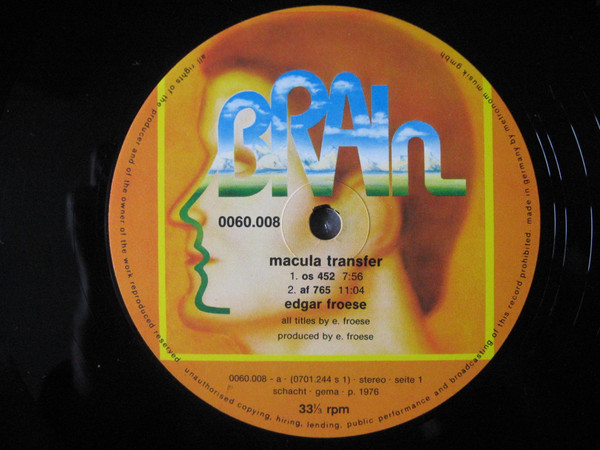 BRAIn
0060.008
macula transfer
1. os 452 7:56
2. af 765 11:04
edgar froese
all titles by e. froese
produced by e. froese
0060.008 - a · (0701.244 s 1) · stereo · seite 1
schacht · gema · p. 1976
33⅓ rpm
all rights of the producer and of the owner of the work reproduced reserved. unauthorised copying, hiring, lending, public performance and broadcasting of this record prohibited. made in germany by metronom musik gmbh